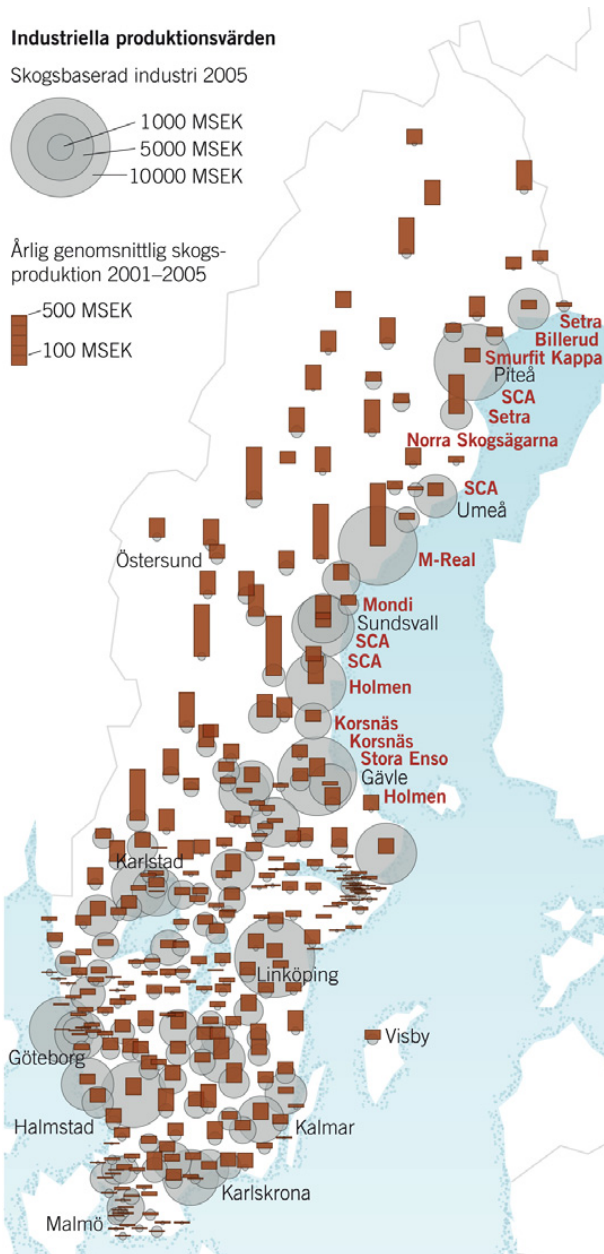 Industriella produktionsvärden
Skogsbaserad industri 2005
1000 MSEK
5000 MSEK
10000 MSEK
Årlig genomsnittlig skogs-
produktion 2001–2005
500 MSEK
100 MSEK
Setra
Billerud
Smurfit Kappa
Piteå
SCA
Setra
Norra Skogsägarna
SCA
Umeå
Östersund
M-Real
Mondi
Sundsvall
SCA
SCA
Holmen
Korsnäs
Korsnäs
Stora Enso
Gävle
Holmen
Karlstad
Linköping
Visby
Göteborg
Halmstad
Kalmar
Karlskrona
Malmö